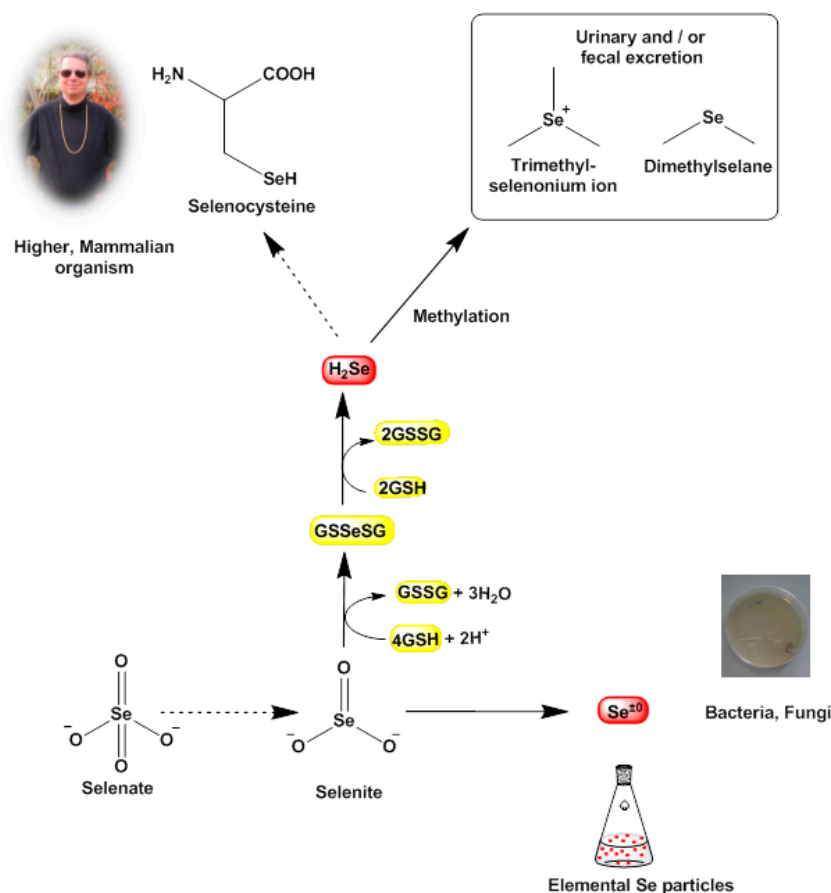 Urinary and / or
fecal excretion
H₂N
COOH
SeH
Selenocysteine
Se⁺
Trimethyl-
selenonium ion
Se
Dimethylselane
Higher, Mammalian
organism
Methylation
H₂Se
2GSSG
2GSH
GSSeSG
GSSG + 3H₂O
4GSH + 2H⁺
O
Se
⁻O
O⁻
O
Selenate
O
Se
⁻O
O⁻
Selenite
Se±0
Bacteria, Fungi
Elemental Se particles